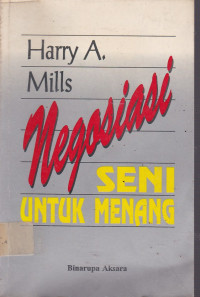 Harry A.
Mills
Negosiasi
SENI
UNTUK MENANG
Binarupa Aksara